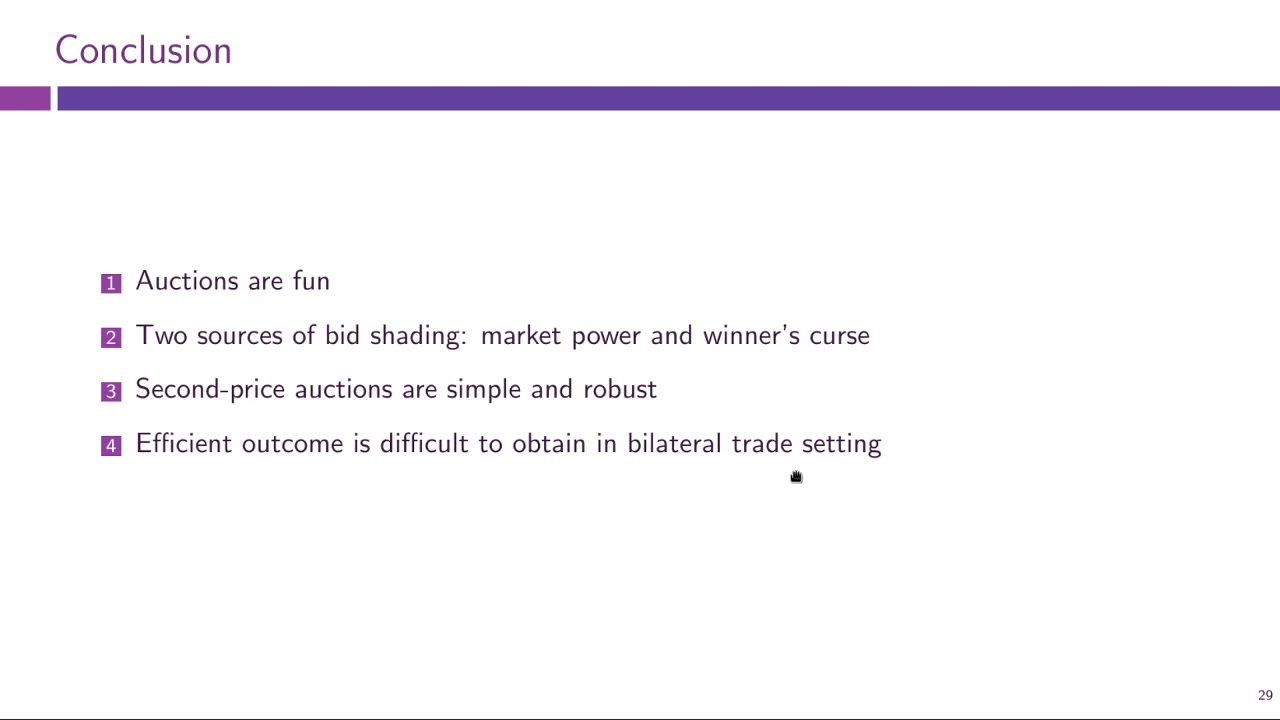 Conclusion
1 Auctions are fun
2 Two sources of bid shading: market power and winner's curse
3 Second-price auctions are simple and robust
4 Efficient outcome is difficult to obtain in bilateral trade setting
29